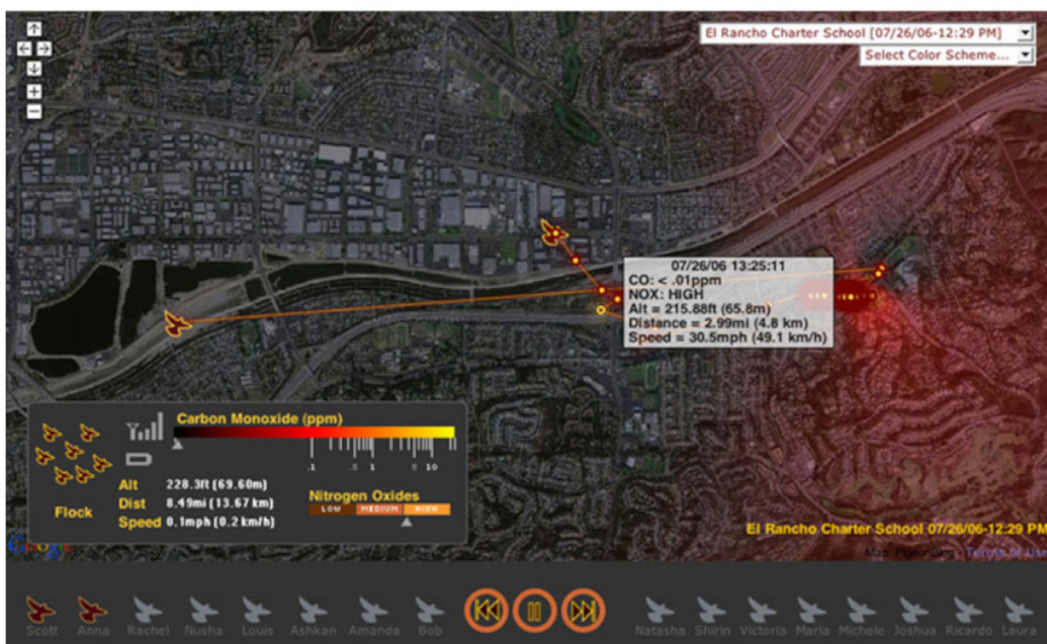 El Rancho Charter School [07/26/06-12:29 PM]
Select Color Scheme...
07/26/06 13:25:11
CO: < .01ppm
NOX: HIGH
Alt = 215.88ft (65.8m)
Distance = 2.99mi (4.8 km)
Speed = 30.5mph (49.1 km/h)
Carbon Monoxide (ppm)
.1 .5 1 5 10
Alt 228.3ft (69.60m)
Dist 8.49mi (13.67 km)
Speed 0.1mph (0.2 km/h)
Flock
Nitrogen Oxides
LOW MEDIUM HIGH
El Rancho Charter School 07/26/06-12:29 PM
Terms of Use
Scott Anna Rachel Nusha Louis Ashkan Amanda Bob Natasha Shirin Victoria Maria Michele Joshua Ricardo Laura